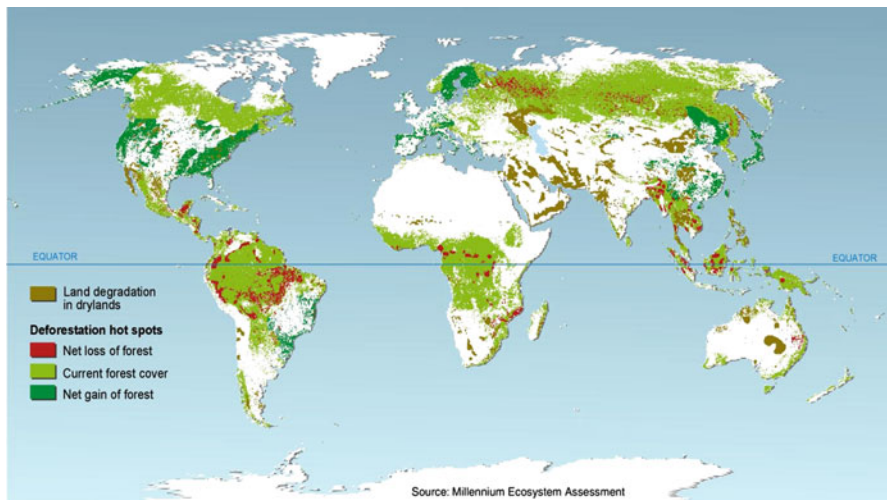 EQUATOR
EQUATOR
Land degradation
in drylands
Deforestation hot spots
Net loss of forest
Current forest cover
Net gain of forest
Source: Millennium Ecosystem Assessment